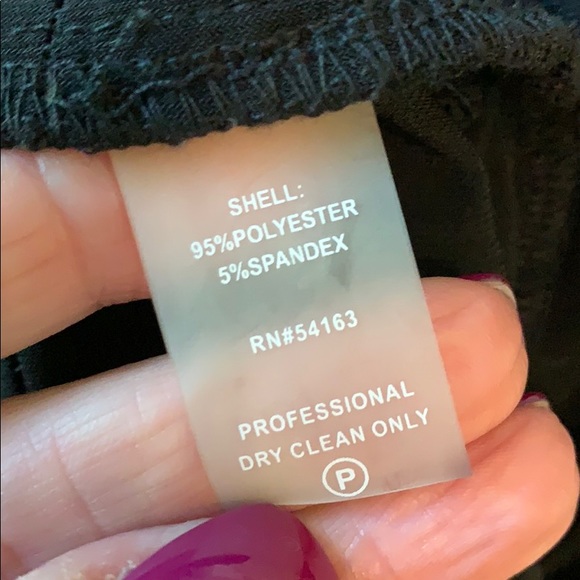 SHELL:
95%POLYESTER
5%SPANDEX
RN#54163
PROFESSIONAL
DRY CLEAN ONLY
P